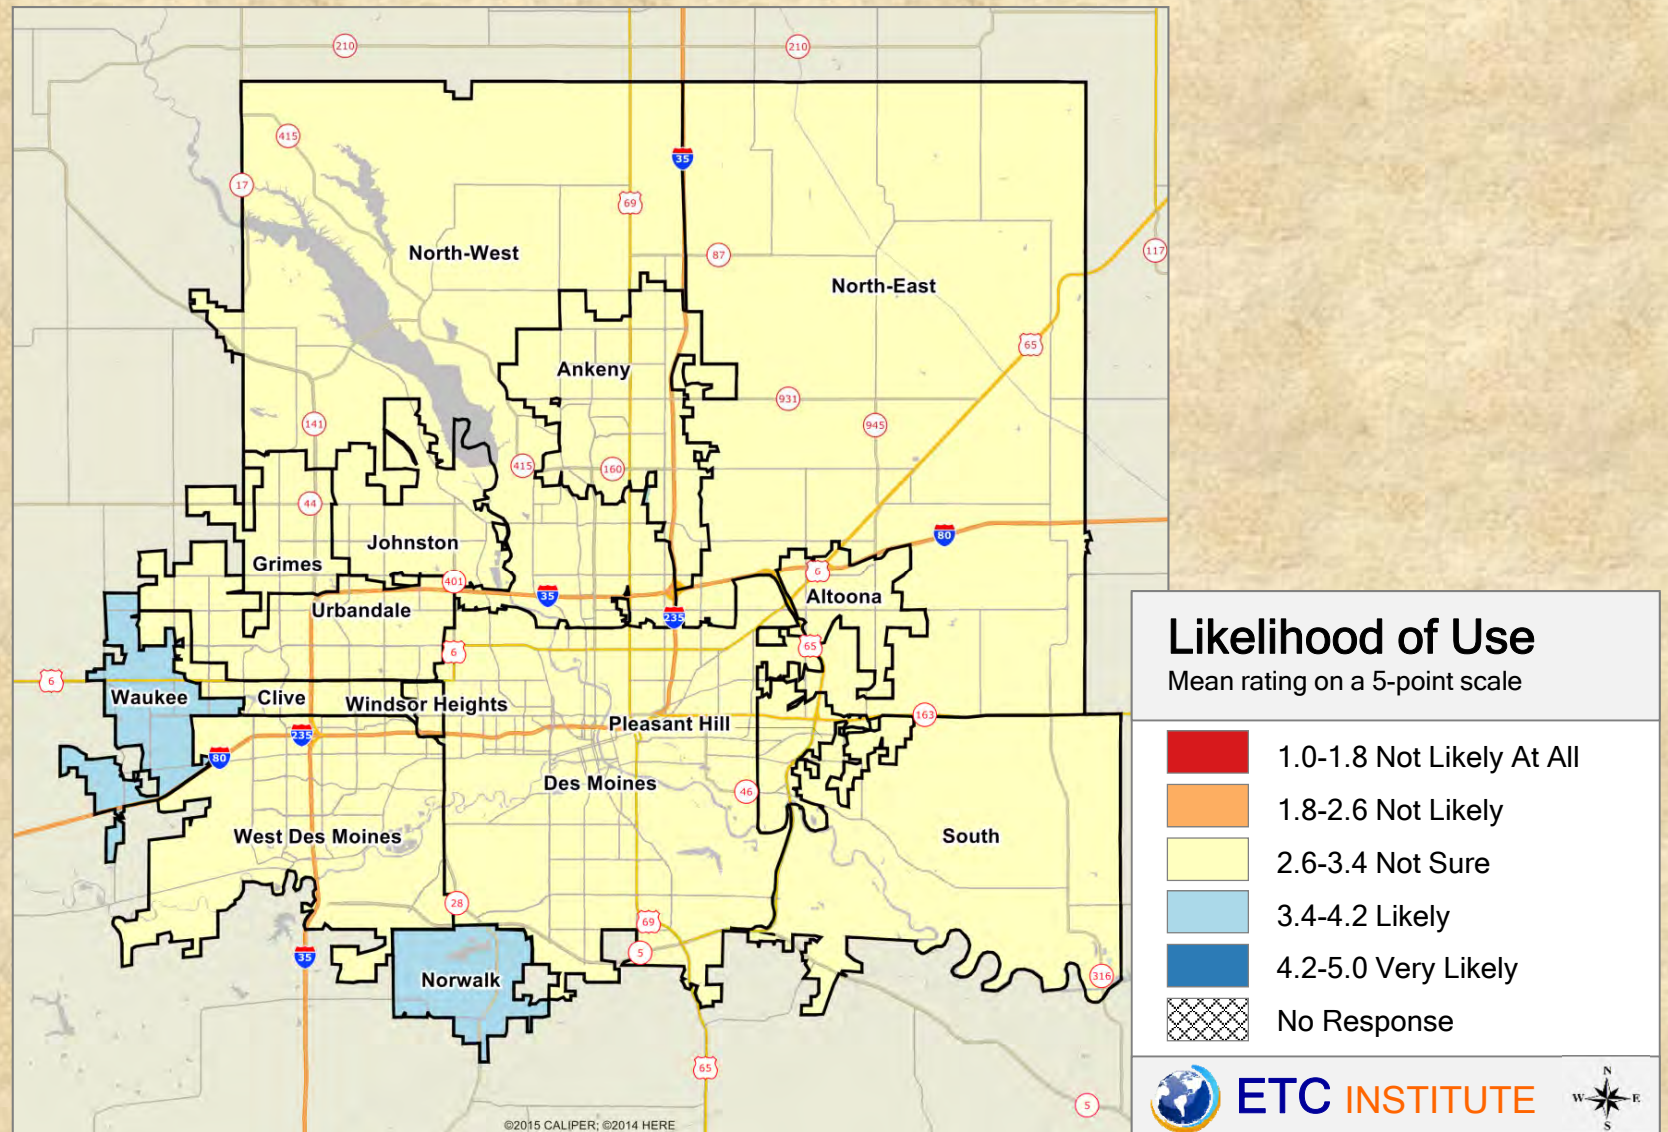 210
210
415
35
17
69
117
87
North-West
North-East
65
Ankeny
931
141
945
415
160
44
80
Johnston
Grimes
6
401
35
Altoona
Urbandale
235
65
6
6
Waukee
Clive
Windsor Heights
163
Pleasant Hill
235
80
Des Moines
46
West Des Moines
South
28
69
5
35
316
Norwalk
65
5
©2015 CALIPER; ©2014 HERE
Likelihood of Use
Mean rating on a 5-point scale
1.0-1.8 Not Likely At All
1.8-2.6 Not Likely
2.6-3.4 Not Sure
3.4-4.2 Likely
4.2-5.0 Very Likely
No Response
ETC INSTITUTE
N
W E
S